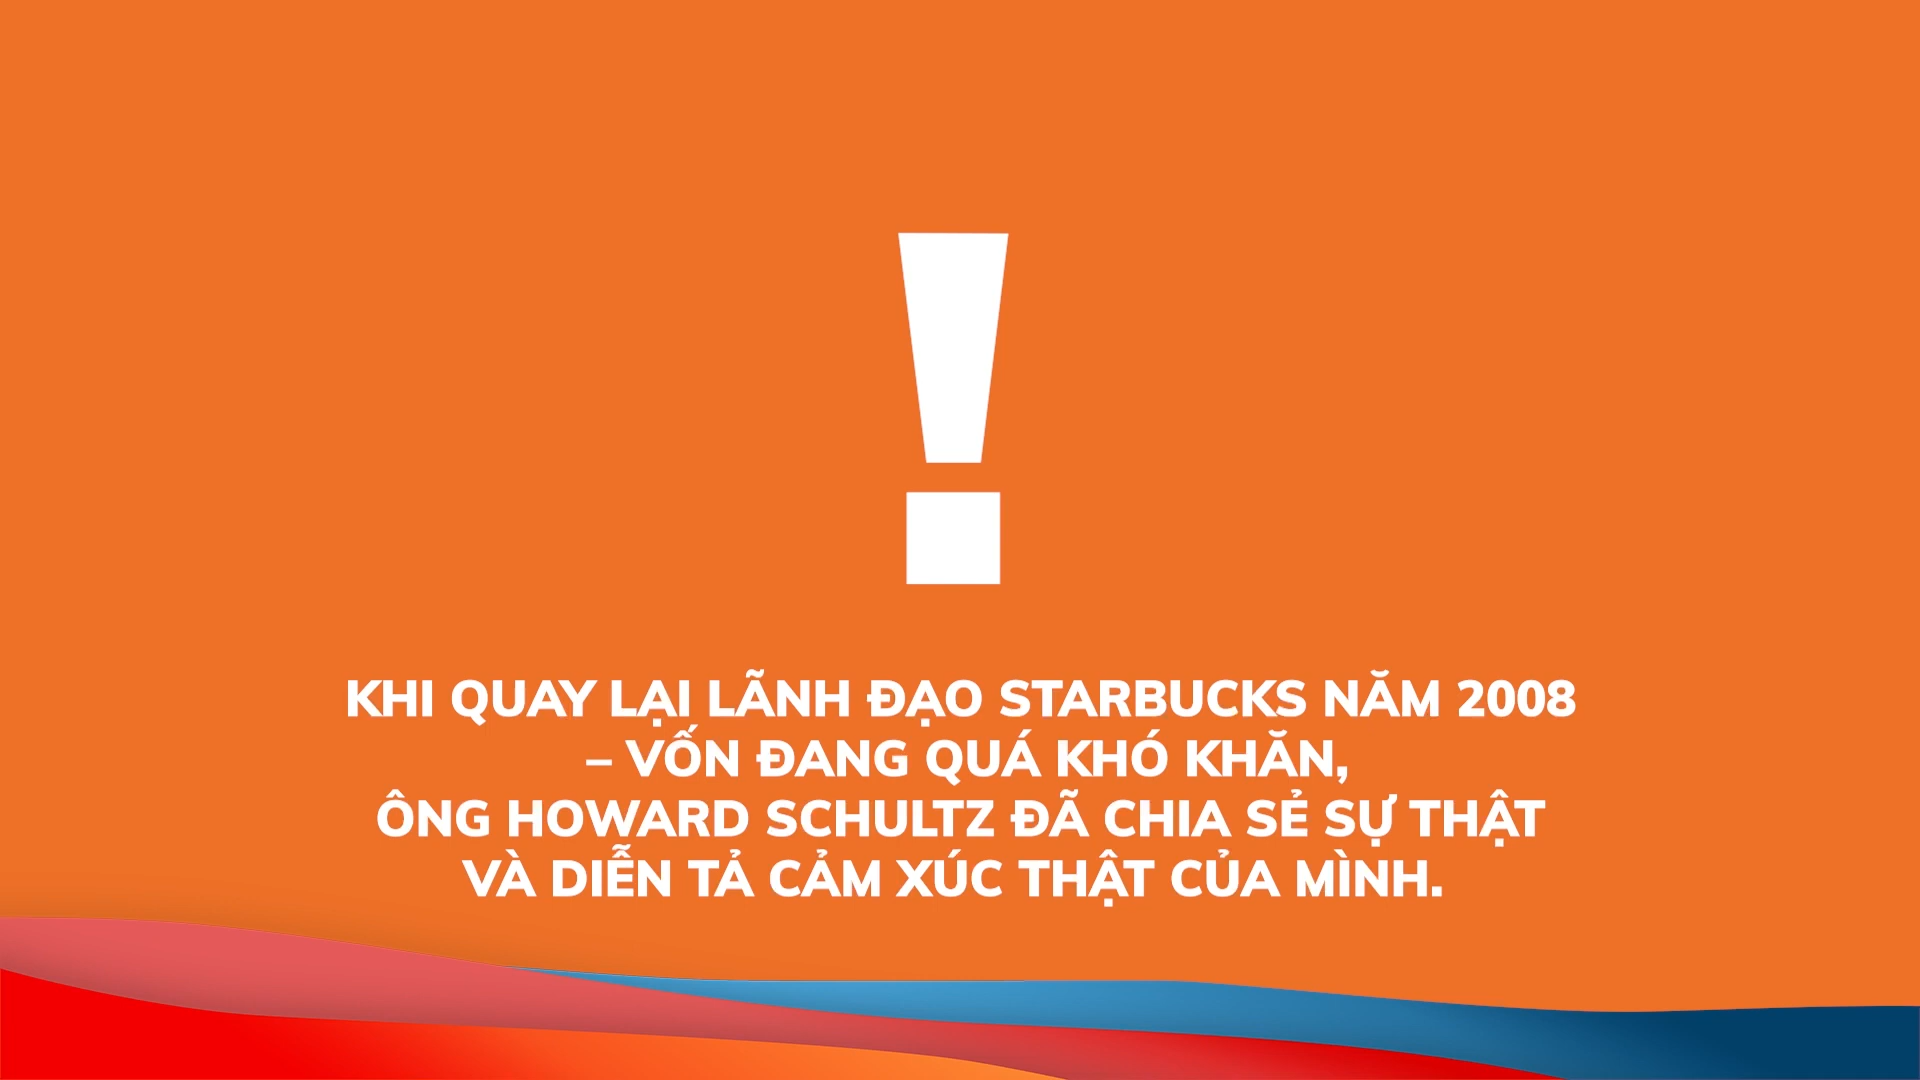 !
KHI QUAY LẠI LÃNH ĐẠO STARBUCKS NĂM 2008
– VỐN ĐANG QUÁ KHÓ KHĂN,
ÔNG HOWARD SCHULTZ ĐÃ CHIA SẺ SỰ THẬT
VÀ DIỄN TẢ CẢM XÚC THẬT CỦA MÌNH.